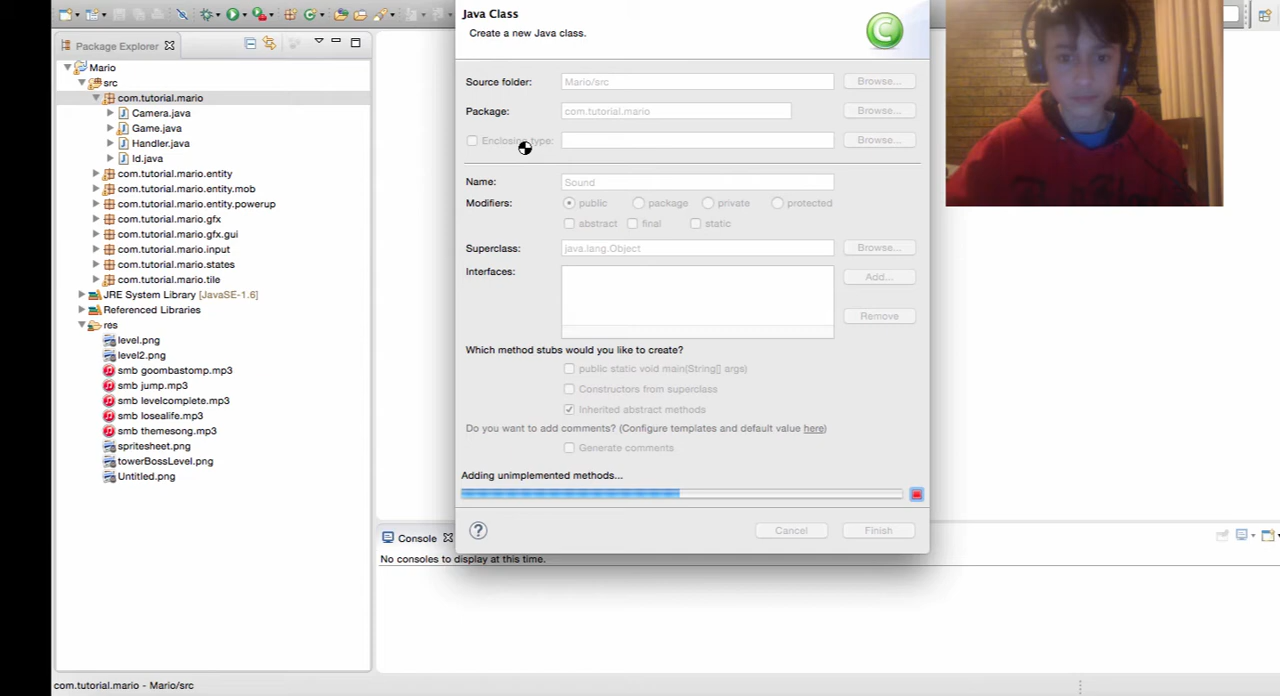 Java Class
Create a new Java class.
Package Explorer
Mario
src
com.tutorial.mario
Camera.java
Game.java
Handler.java
Id.java
com.tutorial.mario.entity
com.tutorial.mario.entity.mob
com.tutorial.mario.entity.powerup
com.tutorial.mario.gfx
com.tutorial.mario.gfx.gui
com.tutorial.mario.input
com.tutorial.mario.states
com.tutorial.mario.tile
JRE System Library [JavaSE-1.6]
Referenced Libraries
res
level.png
level2.png
smb goombastomp.mp3
smb jump.mp3
smb levelcomplete.mp3
smb losealife.mp3
smb themesong.mp3
spritesheet.png
towerBossLevel.png
Untitled.png
Source folder: Mario/src Browse...
Package: com.tutorial.mario Browse...
Enclosing type: Browse...
Name: Sound
Modifiers: public package private protected
abstract final static
Superclass: java.lang.Object Browse...
Interfaces: Add...
Remove
Which method stubs would you like to create?
public static void main(String[] args)
Constructors from superclass
Inherited abstract methods
Do you want to add comments? (Configure templates and default value here)
Generate comments
Adding unimplemented methods...
? Cancel Finish
Console
No consoles to display at this time.
com.tutorial.mario - Mario/src